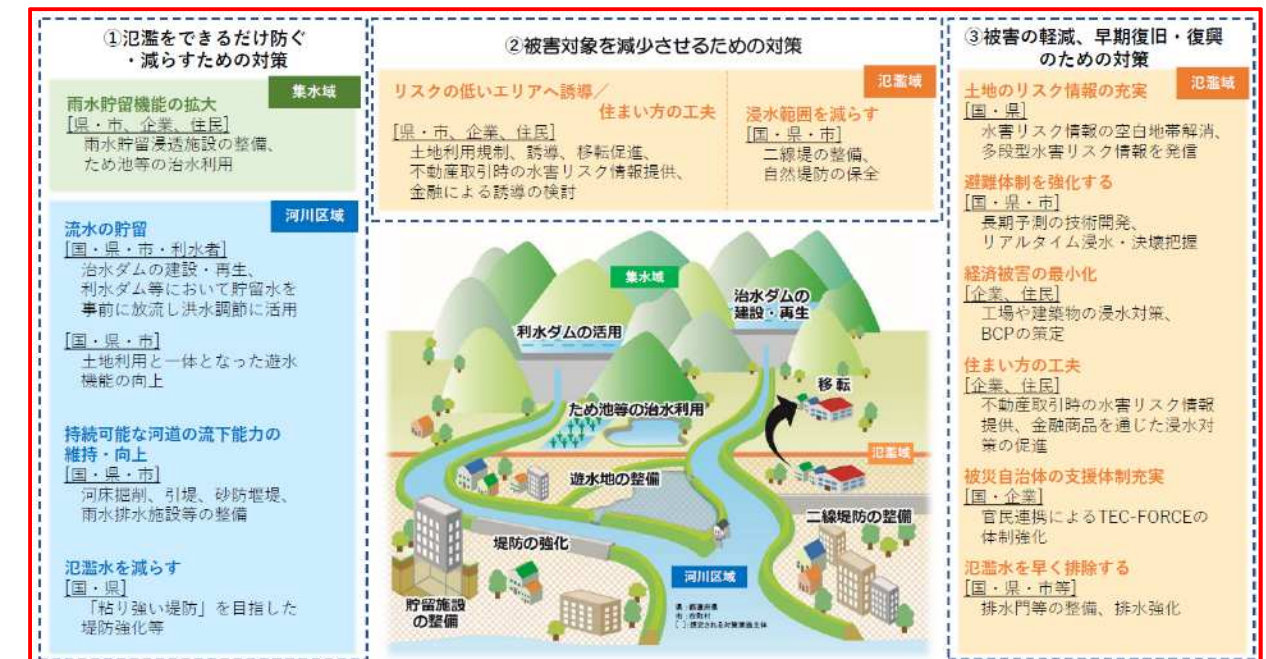 ①氾濫をできるだけ防ぐ
・減らすための対策
集水域
雨水貯留機能の拡大
[県・市、企業、住民]
雨水貯留浸透施設の整備、
ため池等の治水利用
河川区域
流水の貯留
[国・県・市・利水者]
治水ダムの建設・再生、
利水ダム等において貯留水を
事前に放流し洪水調節に活用
[国・県・市]
土地利用と一体となった遊水
機能の向上
持続可能な河道の流下能力の
維持・向上
[国・県・市]
河床掘削、引堤、砂防堰堤、
雨水排水施設等の整備
氾濫水を減らす
[国・県]
「粘り強い堤防」を目指した
堤防強化等
②被害対象を減少させるための対策
氾濫域
リスクの低いエリアへ誘導／
住まい方の工夫
[県・市、企業、住民]
土地利用規制、誘導、移転促進、
不動産取引時の水害リスク情報提供、
金融による誘導の検討
浸水範囲を減らす
[国・県・市]
二線堤の整備、
自然堤防の保全
集水域
治水ダムの
建設・再生
利水ダムの活用
移転
ため池等の治水利用
氾濫域
遊水地の整備
二線堤防の整備
堤防の強化
河川区域
貯留施設
の整備
県：都道府県
市：市町村
[ ]：想定される対策実施主体
③被害の軽減、早期復旧・復興
のための対策
氾濫域
土地のリスク情報の充実
[国・県]
水害リスク情報の空白地帯解消、
多段型水害リスク情報を発信
避難体制を強化する
[国・県・市]
長期予測の技術開発、
リアルタイム浸水・決壊把握
経済被害の最小化
[企業、住民]
工場や建築物の浸水対策、
BCPの策定
住まい方の工夫
[企業、住民]
不動産取引時の水害リスク情報
提供、金融商品を通じた浸水対
策の促進
被災自治体の支援体制充実
[国・企業]
官民連携によるTEC-FORCEの
体制強化
氾濫水を早く排除する
[国・県・市等]
排水門等の整備、排水強化